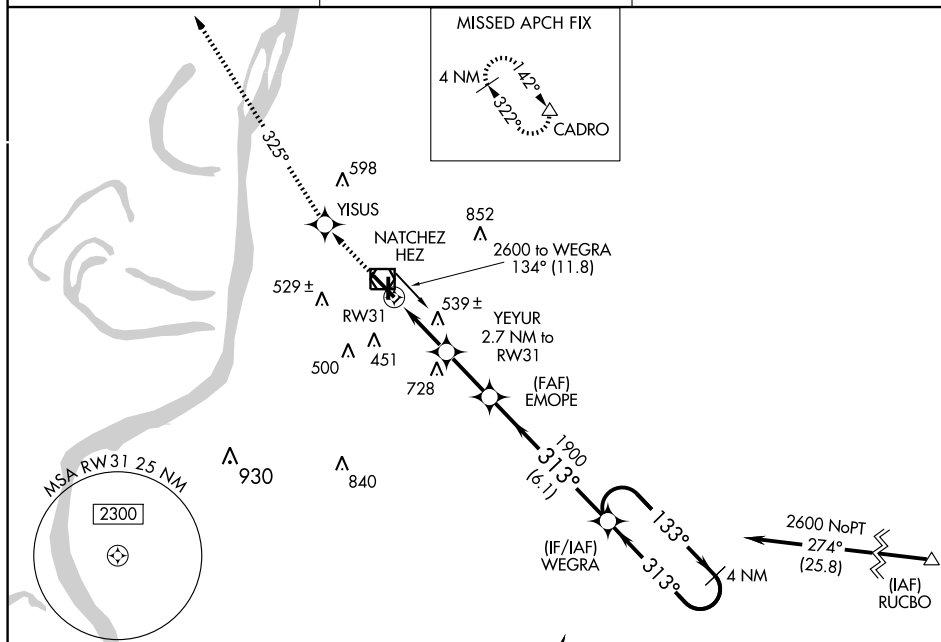 MISSED APCH FIX
4 NM
142°
322°
CADRO
325°
598
YISUS
852
NATCHEZ
HEZ
2600 to WEGRA
134° (11.8)
529 ±
539 ±
RW31
YEYUR
2.7 NM to
RW31
451
500
728
(FAF)
EMOPE
1900
313°
(6.1)
930
840
MSA RW31 25 NM
2300
(IF/IAF)
WEGRA
133°
313°
4 NM
2600 NoPT
274°
(25.8)
(IAF)
RUCBO